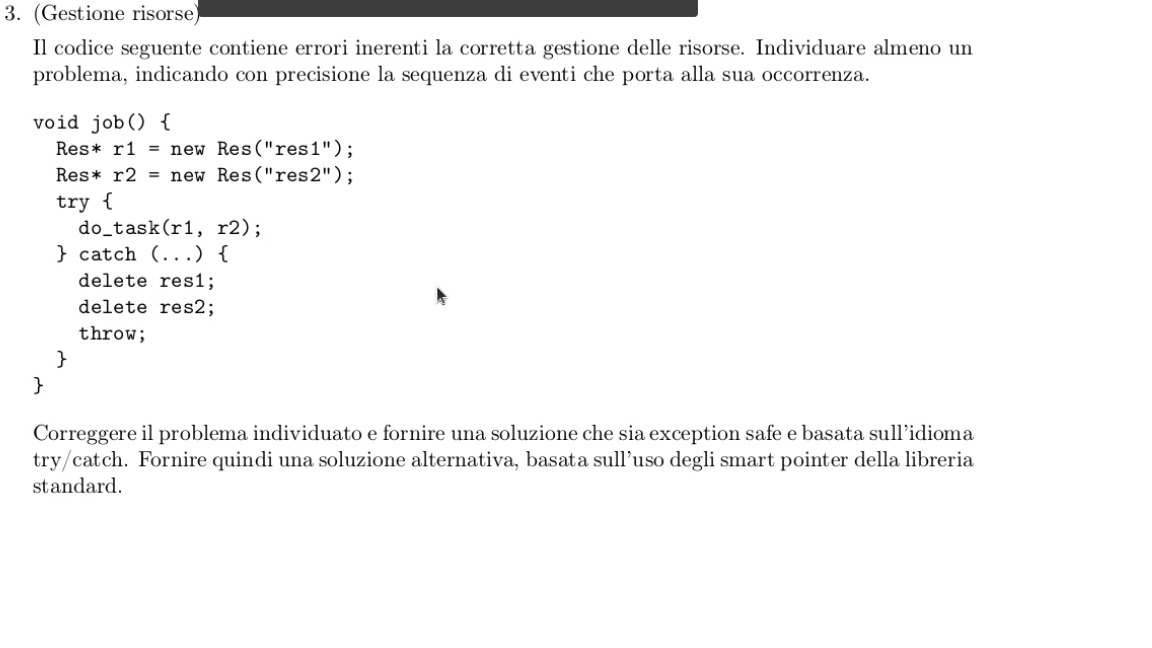 3. (Gestione risorse)
Il codice seguente contiene errori inerenti la corretta gestione delle risorse. Individuare almeno un
problema, indicando con precisione la sequenza di eventi che porta alla sua occorrenza.
void job() {
  Res* r1 = new Res("res1");
  Res* r2 = new Res("res2");
  try {
    do_task(r1, r2);
  } catch (...) {
    delete res1;
    delete res2;
    throw;
  }
}
Correggere il problema individuato e fornire una soluzione che sia exception safe e basata sull'idioma
try/catch. Fornire quindi una soluzione alternativa, basata sull'uso degli smart pointer della libreria
standard.